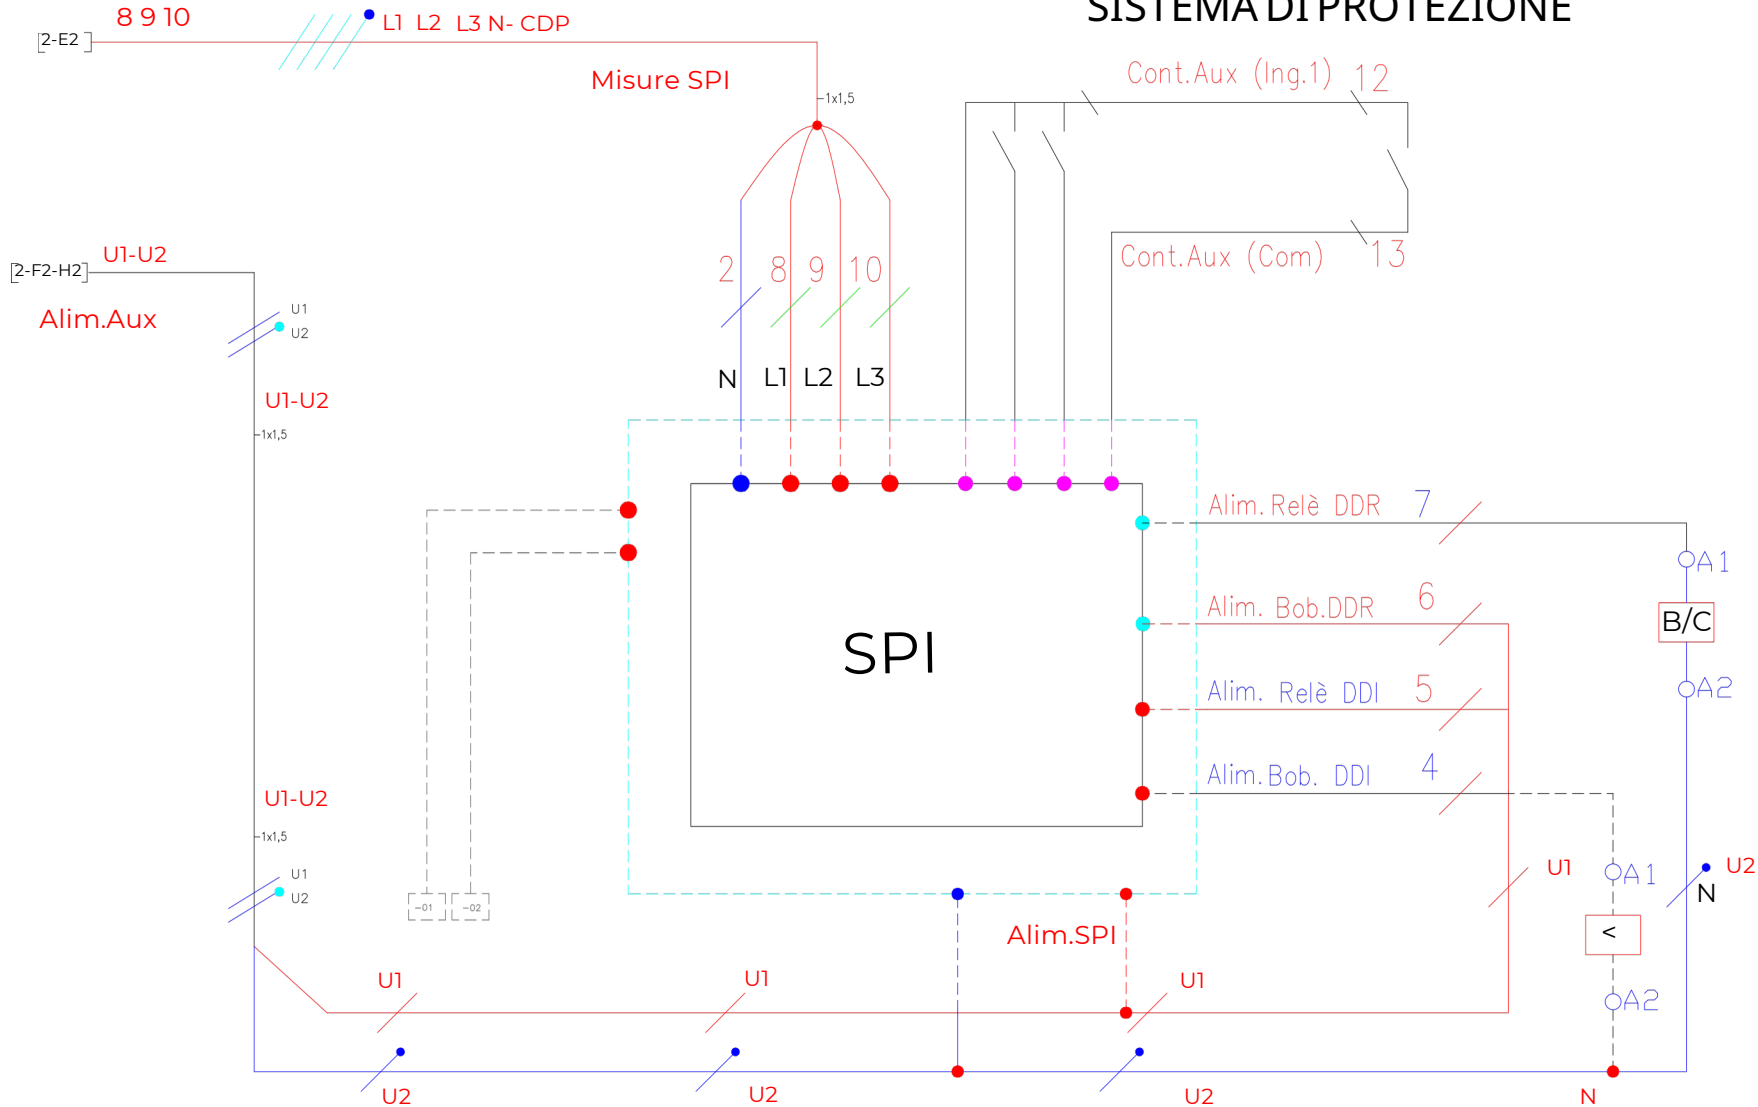 SISTEMA DI PROTEZIONE
8 9 10
L1 L2 L3 N- CDP
2-E2
Misure SPI
Cont.Aux (Ing.1) 12
1x1,5
U1-U2
2-F2-H2
Cont.Aux (Com) 13
2 8 9 10
Alim.Aux
U1
U2
N L1 L2 L3
U1-U2
1x1,5
Alim.Relè DDR 7
A1
Alim. Bob.DDR 6
B/C
SPI
Alim. Relè DDI 5
A2
Alim.Bob. DDI 4
U1-U2
1x1,5
U1
U2
U1
A1
U2
N
-01 -02
Alim.SPI
<
U1 U1 U1
A2
U2 U2 U2 N